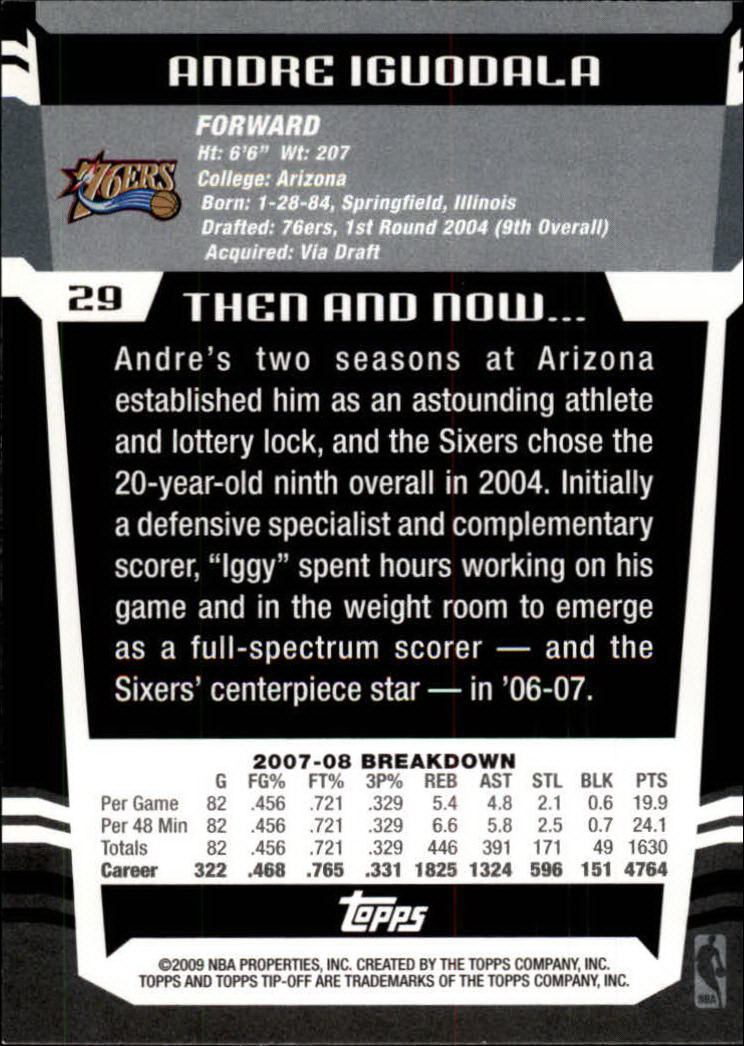 ANDRE IGUODALA
FORWARD
Ht: 6'6" Wt: 207
College: Arizona
Born: 1-28-84, Springfield, Illinois
Drafted: 76ers, 1st Round 2004 (9th Overall)
Acquired: Via Draft
76ERS
29
THEN AND NOW...
Andre's two seasons at Arizona
established him as an astounding athlete
and lottery lock, and the Sixers chose the
20-year-old ninth overall in 2004. Initially
a defensive specialist and complementary
scorer, “Iggy” spent hours working on his
game and in the weight room to emerge
as a full-spectrum scorer — and the
Sixers' centerpiece star — in '06-07.
2007-08 BREAKDOWN
G FG% FT% 3P% REB AST STL BLK PTS
Per Game 82 .456 .721 .329 5.4 4.8 2.1 0.6 19.9
Per 48 Min 82 .456 .721 .329 6.6 5.8 2.5 0.7 24.1
Totals 82 .456 .721 .329 446 391 171 49 1630
Career 322 .468 .765 .331 1825 1324 596 151 4764
topps
©2009 NBA PROPERTIES, INC. CREATED BY THE TOPPS COMPANY, INC.
TOPPS AND TOPPS TIP-OFF ARE TRADEMARKS OF THE TOPPS COMPANY, INC.
NBA